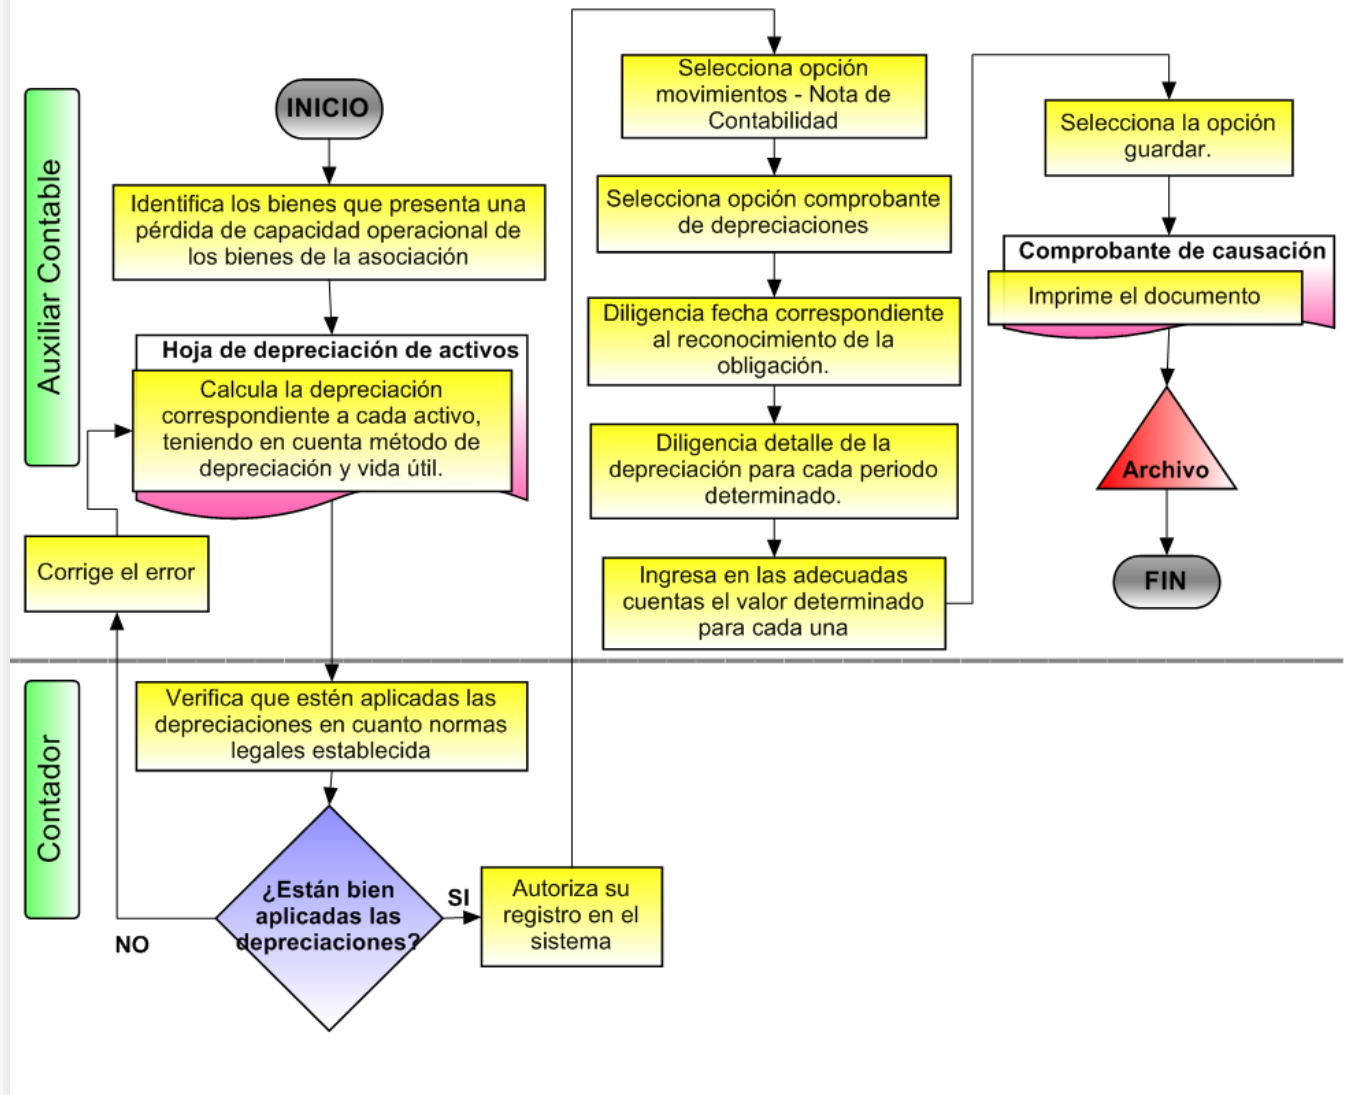 Auxiliar Contable
INICIO
Identifica los bienes que presenta una
pérdida de capacidad operacional de
los bienes de la asociación
Hoja de depreciación de activos
Calcula la depreciación
correspondiente a cada activo,
teniendo en cuenta método de
depreciación y vida útil.
Corrige el error
Contador
Verifica que estén aplicadas las
depreciaciones en cuanto normas
legales establecida
¿Están bien
aplicadas las
depreciaciones?
NO
SI
Autoriza su
registro en el
sistema
Selecciona opción
movimientos - Nota de
Contabilidad
Selecciona opción comprobante
de depreciaciones
Diligencia fecha correspondiente
al reconocimiento de la
obligación.
Diligencia detalle de la
depreciación para cada periodo
determinado.
Ingresa en las adecuadas
cuentas el valor determinado
para cada una
Selecciona la opción
guardar.
Comprobante de causación
Imprime el documento
Archivo
FIN